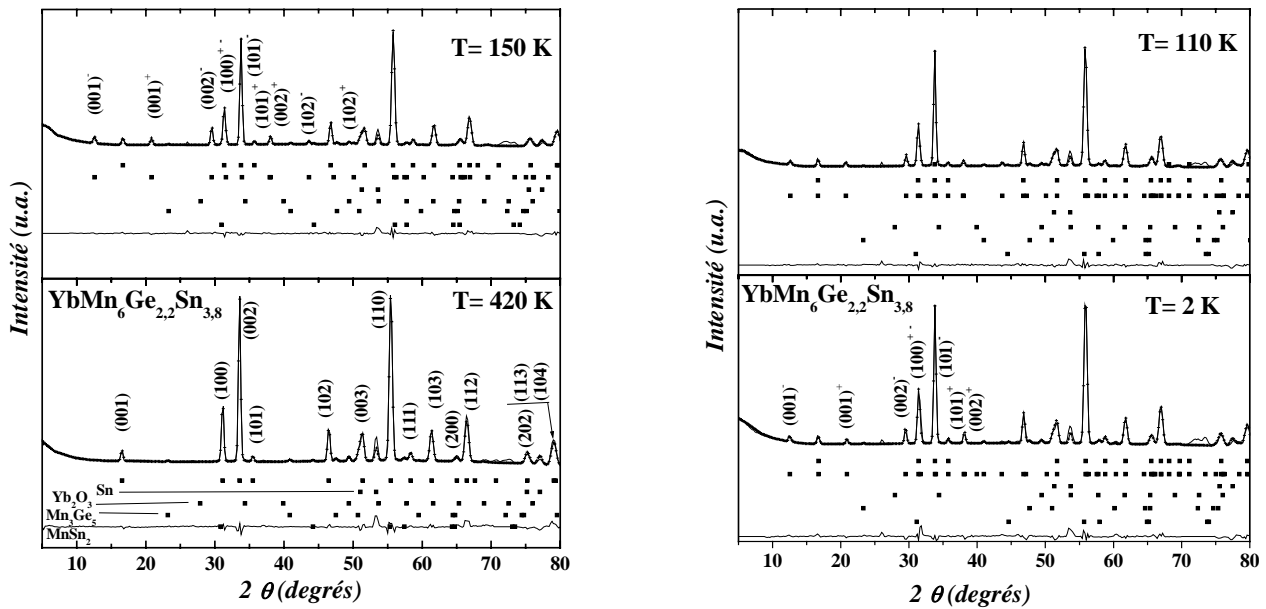 T= 150 K
(001)⁻
(001)⁺
(002)⁻
(100)⁺⁻
(101)⁻
(101)⁺
(002)⁺
(102)⁻
(102)⁺
Intensité (u.a.)
YbMn₆Ge₂,₂Sn₃,₈
T= 420 K
(001)
(100)
(002)
(101)
(102)
(003)
(110)
(111)
(103)
(200)
(112)
(202)
(113)
(104)
Sn
Yb₂O₃
Mn₃Ge₅
MnSn₂
10 20 30 40 50 60 70 80
2 θ (degrés)
T= 110 K
Intensité (u.a.)
YbMn₆Ge₂,₂Sn₃,₈
T= 2 K
(001)⁻
(001)⁺
(002)⁻
(100)⁺⁻
(101)⁻
(101)⁺
(002)⁺
10 20 30 40 50 60 70 80
2 θ (degrés)